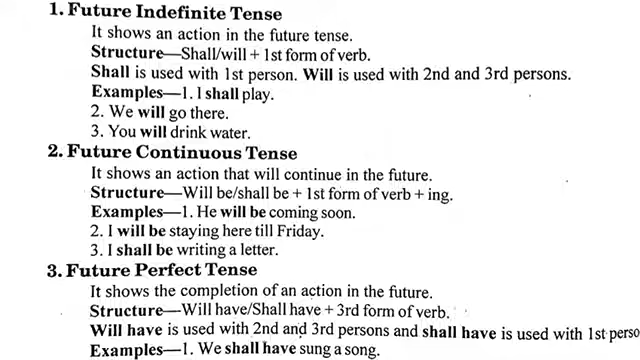 1. Future Indefinite Tense
It shows an action in the future tense.
Structure—Shall/will + 1st form of verb.
Shall is used with 1st person. Will is used with 2nd and 3rd persons.
Examples—1. I shall play.
2. We will go there.
3. You will drink water.
2. Future Continuous Tense
It shows an action that will continue in the future.
Structure—Will be/shall be + 1st form of verb + ing.
Examples—1. He will be coming soon.
2. I will be staying here till Friday.
3. I shall be writing a letter.
3. Future Perfect Tense
It shows the completion of an action in the future.
Structure—Will have/Shall have + 3rd form of verb.
Will have is used with 2nd and 3rd persons and shall have is used with 1st perso
Examples—1. We shall have sung a song.